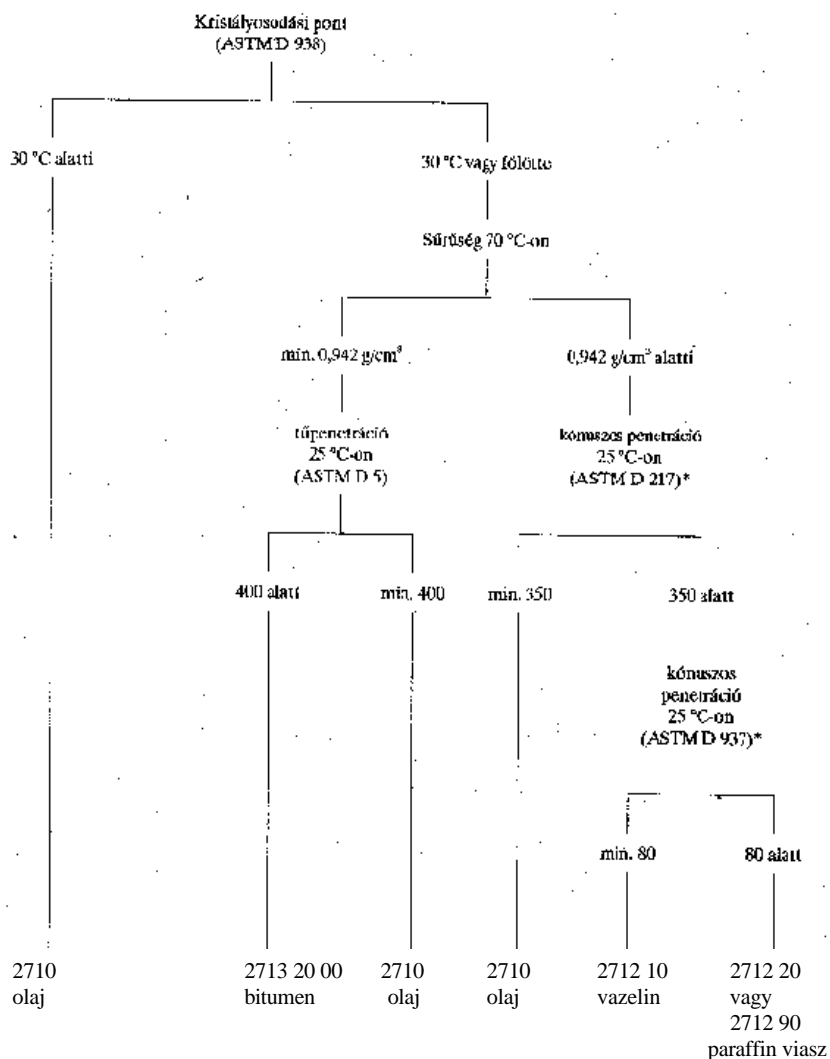 Kristályosodási pont
(ASTM D 938)
30 °C alatti
30 °C vagy fölötte
Sűrűség 70 °C-on
min. 0,942 g/cm³
0,942 g/cm³ alatti
tűpenetráció
25 °C-on
(ASTM D 5)
kónuszos penetráció
25 °C-on
(ASTM D 217)*
400 alatt
min. 400
min. 350
350 alatt
kónuszos
penetráció
25 °C-on
(ASTM D 937)*
min. 80
80 alatt
2710
olaj
2713 20 00
bitumen
2710
olaj
2710
olaj
2712 10
vazelin
2712 20
vagy
2712 90
paraffin viasz